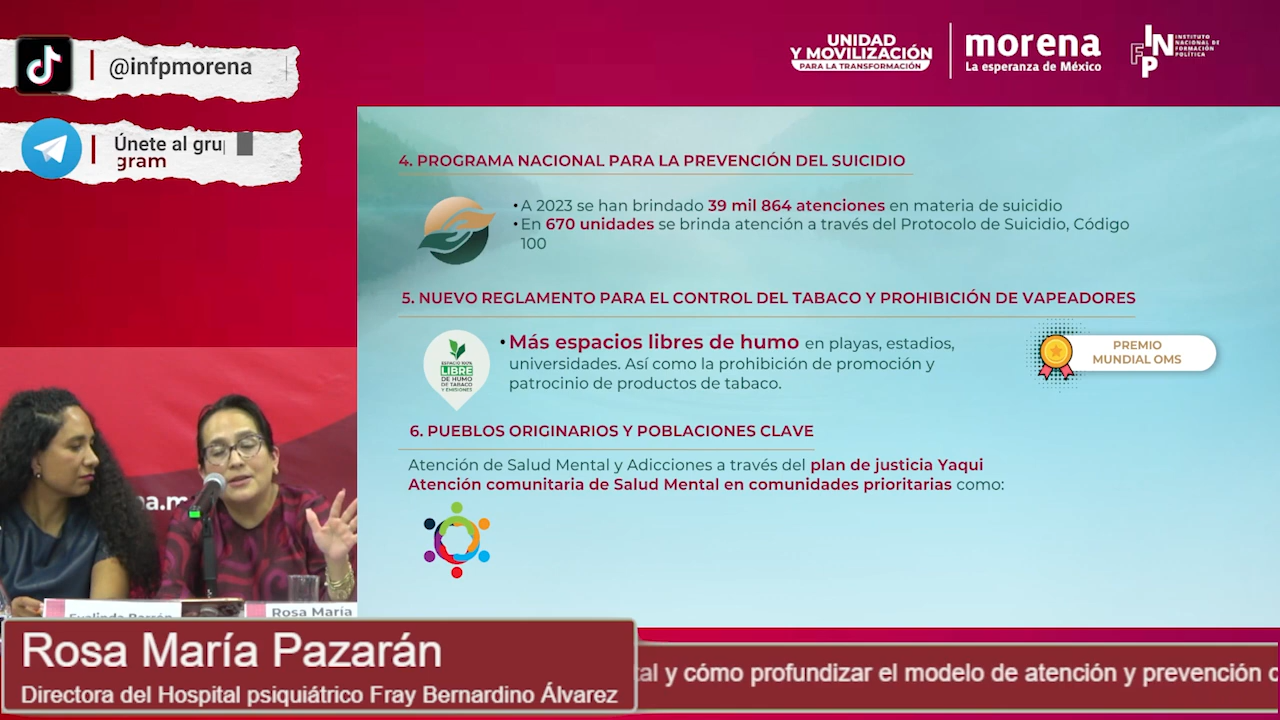 @infpmorena
Únete al gru
gram
UNIDAD
Y MOVILIZACIÓN
PARA LA TRANSFORMACIÓN
morena
La esperanza de México
INFP
INSTITUTO
NACIONAL DE
FORMACIÓN
POLÍTICA
4. PROGRAMA NACIONAL PARA LA PREVENCIÓN DEL SUICIDIO
• A 2023 se han brindado 39 mil 864 atenciones en materia de suicidio
• En 670 unidades se brinda atención a través del Protocolo de Suicidio, Código
100
5. NUEVO REGLAMENTO PARA EL CONTROL DEL TABACO Y PROHIBICIÓN DE VAPEADORES
ESPACIO 100%
LIBRE
DE HUMO
DE TABACO
Y EMISIONES
• Más espacios libres de humo en playas, estadios,
universidades. Así como la prohibición de promoción y
patrocinio de productos de tabaco.
PREMIO
MUNDIAL OMS
6. PUEBLOS ORIGINARIOS Y POBLACIONES CLAVE
Atención de Salud Mental y Adicciones a través del plan de justicia Yaqui
Atención comunitaria de Salud Mental en comunidades prioritarias como:
na.m
Rosa María
Rosa María Pazarán
Directora del Hospital psiquiátrico Fray Bernardino Álvarez
tal y cómo profundizar el modelo de atención y prevención